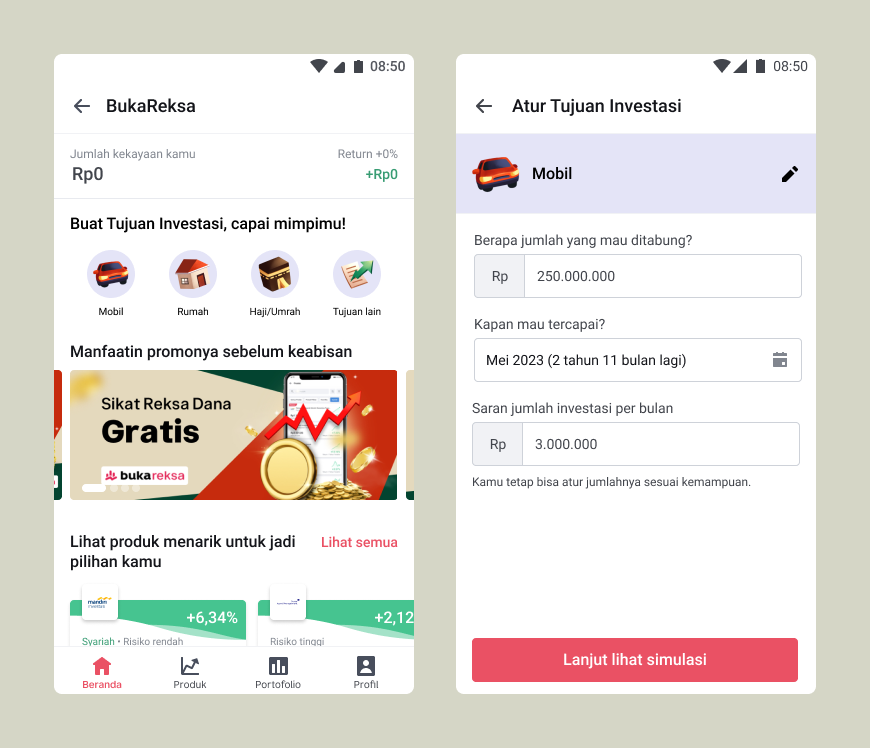 08:50
BukaReksa
Jumlah kekayaan kamu
Return +0%
Rp0
+Rp0
Buat Tujuan Investasi, capai mimpimu!
Mobil
Rumah
Haji/Umrah
Tujuan lain
Manfaatin promonya sebelum keabisan
Sikat Reksa Dana
Gratis
bukareksa
Lihat produk menarik untuk jadi
pilihan kamu
Lihat semua
mandiri
investasi
+6,34%
+2,12
Syariah • Risiko rendah
Risiko tinggi
Beranda
Produk
Portofolio
Profil
08:50
Atur Tujuan Investasi
Mobil
Berapa jumlah yang mau ditabung?
Rp 250.000.000
Kapan mau tercapai?
Mei 2023 (2 tahun 11 bulan lagi)
Saran jumlah investasi per bulan
Rp 3.000.000
Kamu tetap bisa atur jumlahnya sesuai kemampuan.
Lanjut lihat simulasi